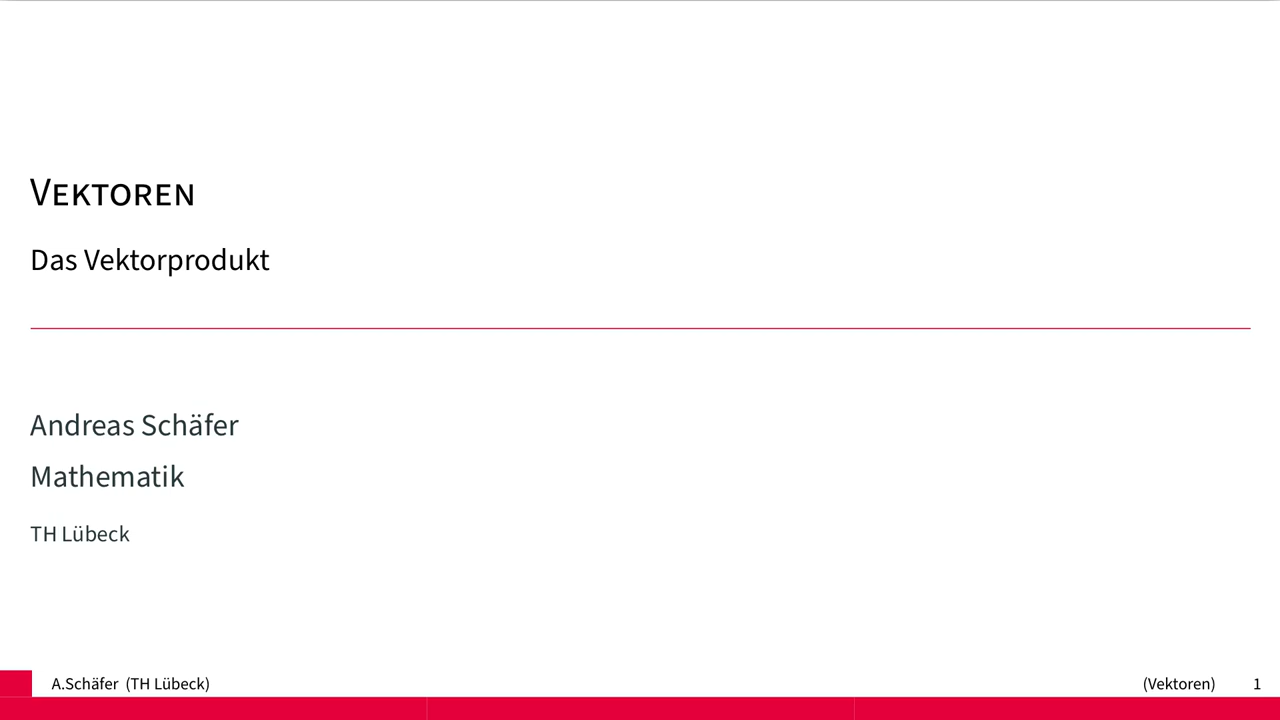 Vektoren
Das Vektorprodukt
Andreas Schäfer
Mathematik
TH Lübeck
A.Schäfer (TH Lübeck) (Vektoren) 1